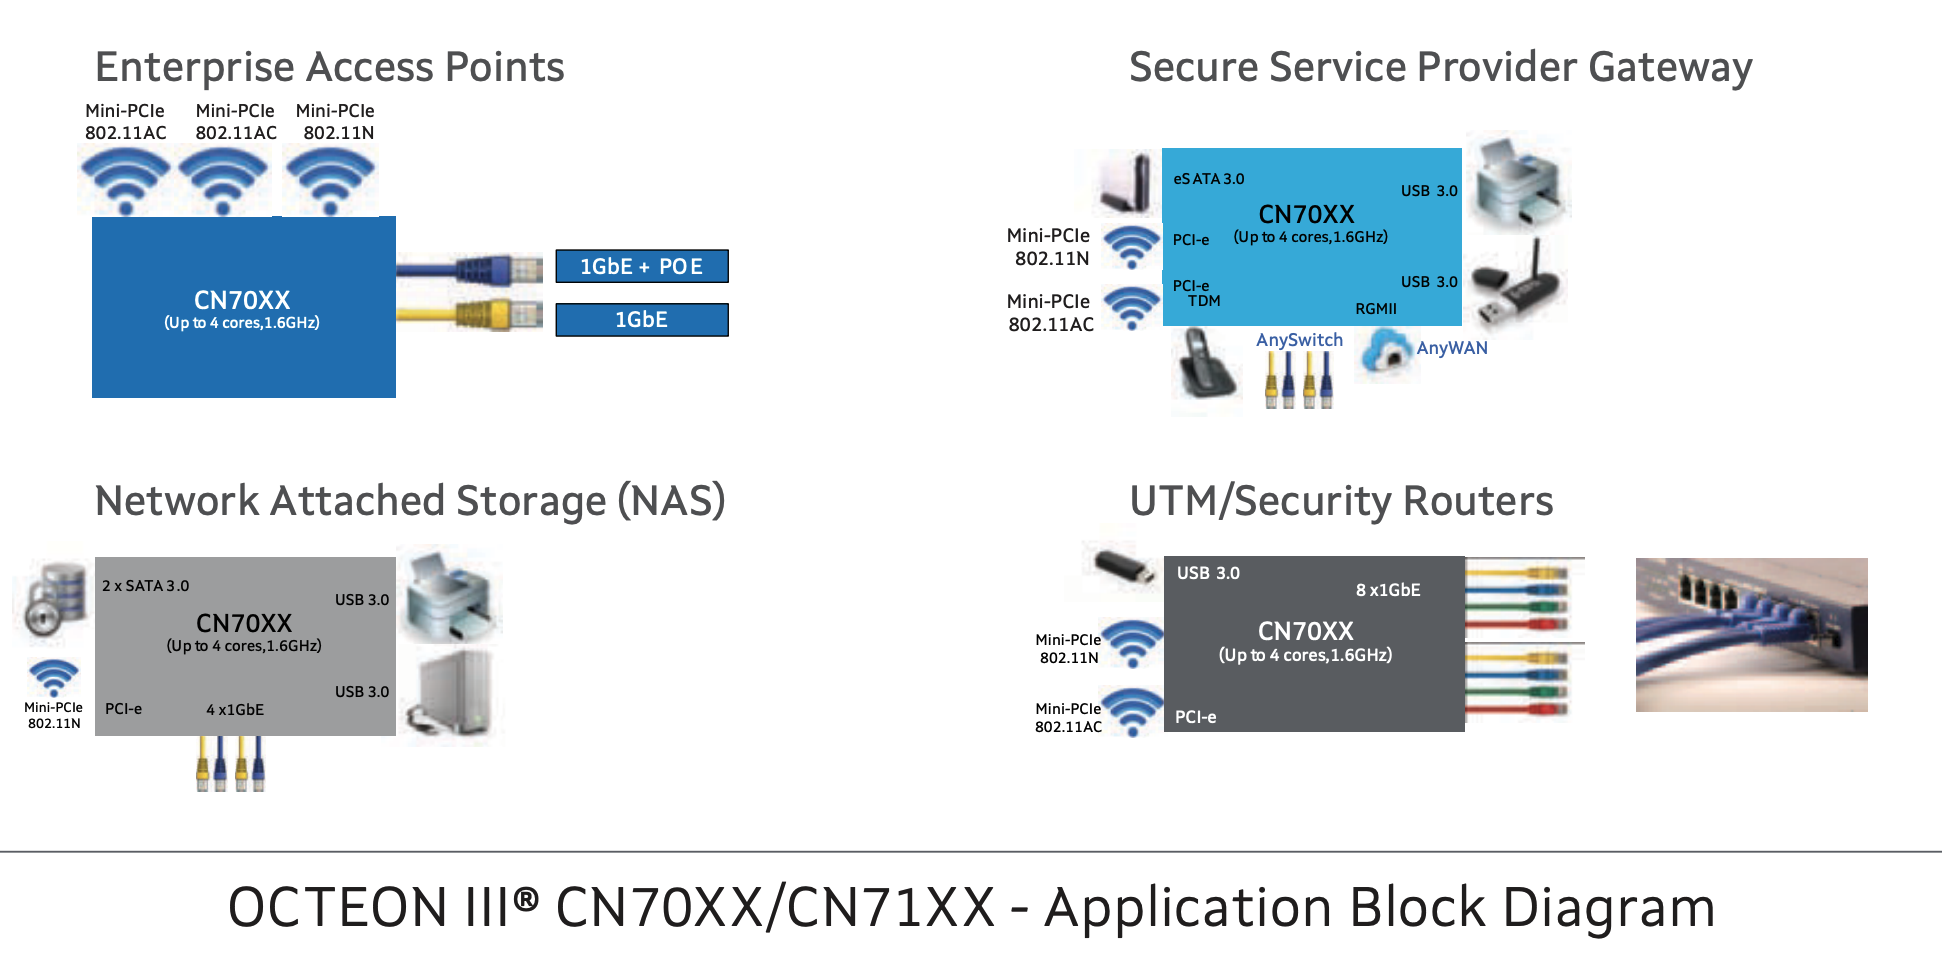 Enterprise Access Points
Mini-PCIe Mini-PCIe Mini-PCIe
802.11AC 802.11AC 802.11N
CN70XX
(Up to 4 cores,1.6GHz)
1GbE + POE
1GbE
Secure Service Provider Gateway
eSATA 3.0
USB 3.0
CN70XX
(Up to 4 cores,1.6GHz)
Mini-PCIe
802.11N
PCI-e
Mini-PCIe
802.11AC
PCI-e
TDM
USB 3.0
RGMII
AnySwitch
AnyWAN
Network Attached Storage (NAS)
2 x SATA 3.0
USB 3.0
CN70XX
(Up to 4 cores,1.6GHz)
USB 3.0
Mini-PCIe
802.11N
PCI-e
4 x1GbE
UTM/Security Routers
USB 3.0
8 x1GbE
CN70XX
(Up to 4 cores,1.6GHz)
Mini-PCIe
802.11N
Mini-PCIe
802.11AC
PCI-e
OCTEON III® CN70XX/CN71XX - Application Block Diagram